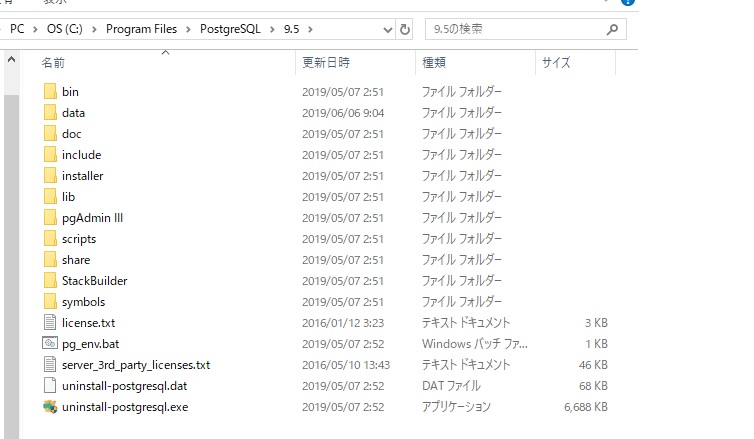 PC › OS (C:) › Program Files › PostgreSQL › 9.5 ›
9.5の検索
名前 更新日時 種類 サイズ
bin 2019/05/07 2:51 ファイル フォルダー
data 2019/06/06 9:04 ファイル フォルダー
doc 2019/05/07 2:51 ファイル フォルダー
include 2019/05/07 2:51 ファイル フォルダー
installer 2019/05/07 2:51 ファイル フォルダー
lib 2019/05/07 2:51 ファイル フォルダー
pgAdmin III 2019/05/07 2:51 ファイル フォルダー
scripts 2019/05/07 2:51 ファイル フォルダー
share 2019/05/07 2:51 ファイル フォルダー
StackBuilder 2019/05/07 2:51 ファイル フォルダー
symbols 2019/05/07 2:51 ファイル フォルダー
license.txt 2016/01/12 3:23 テキスト ドキュメント 3 KB
pg_env.bat 2019/05/07 2:52 Windows バッチ ファ... 1 KB
server_3rd_party_licenses.txt 2016/05/10 13:43 テキスト ドキュメント 46 KB
uninstall-postgresql.dat 2019/05/07 2:52 DAT ファイル 68 KB
uninstall-postgresql.exe 2019/05/07 2:52 アプリケーション 6,688 KB